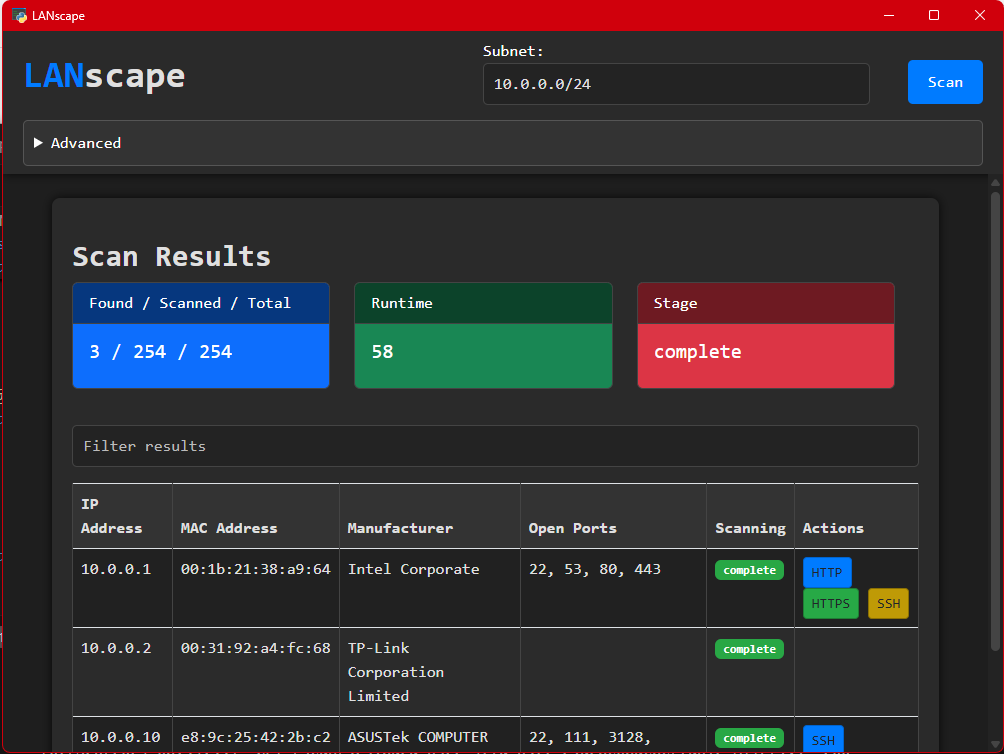 LANscape
LANscape
Subnet:
10.0.0.0/24
Scan
▶ Advanced
Scan Results
Found / Scanned / Total
3 / 254 / 254
Runtime
58
Stage
complete
Filter results
IP Address
MAC Address
Manufacturer
Open Ports
Scanning
Actions
10.0.0.1
00:1b:21:38:a9:64
Intel Corporate
22, 53, 80, 443
complete
HTTP
HTTPS
SSH
10.0.0.2
00:31:92:a4:fc:68
TP-Link
Corporation
Limited
complete
10.0.0.10
e8:9c:25:42:2b:c2
ASUSTek COMPUTER
22, 111, 3128,
complete
SSH